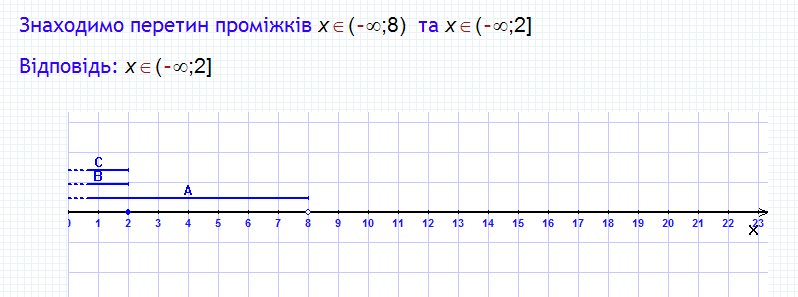 Знаходимо перетин проміжків x∈(-∞;8) та x∈(-∞;2]
Відповідь: x∈(-∞;2]
C
B
A
0 1 2 3 4 5 6 7 8 9 10 11 12 13 14 15 16 17 18 19 20 21 22 23
X